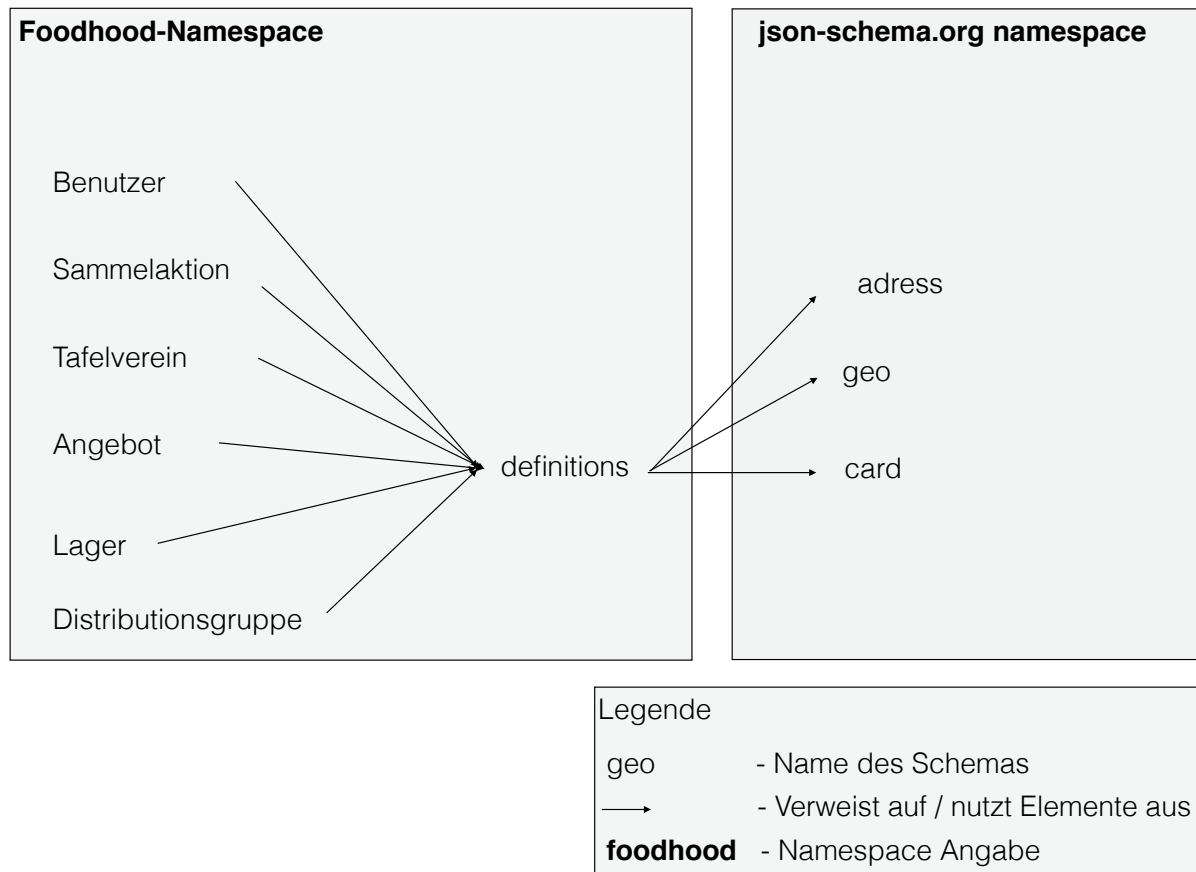 Foodhood-Namespace
Benutzer
Sammelaktion
Tafelverein
Angebot
Lager
Distributionsgruppe
definitions
json-schema.org namespace
adress
geo
card
Legende
geo - Name des Schemas
- Verweist auf / nutzt Elemente aus
foodhood - Namespace Angabe